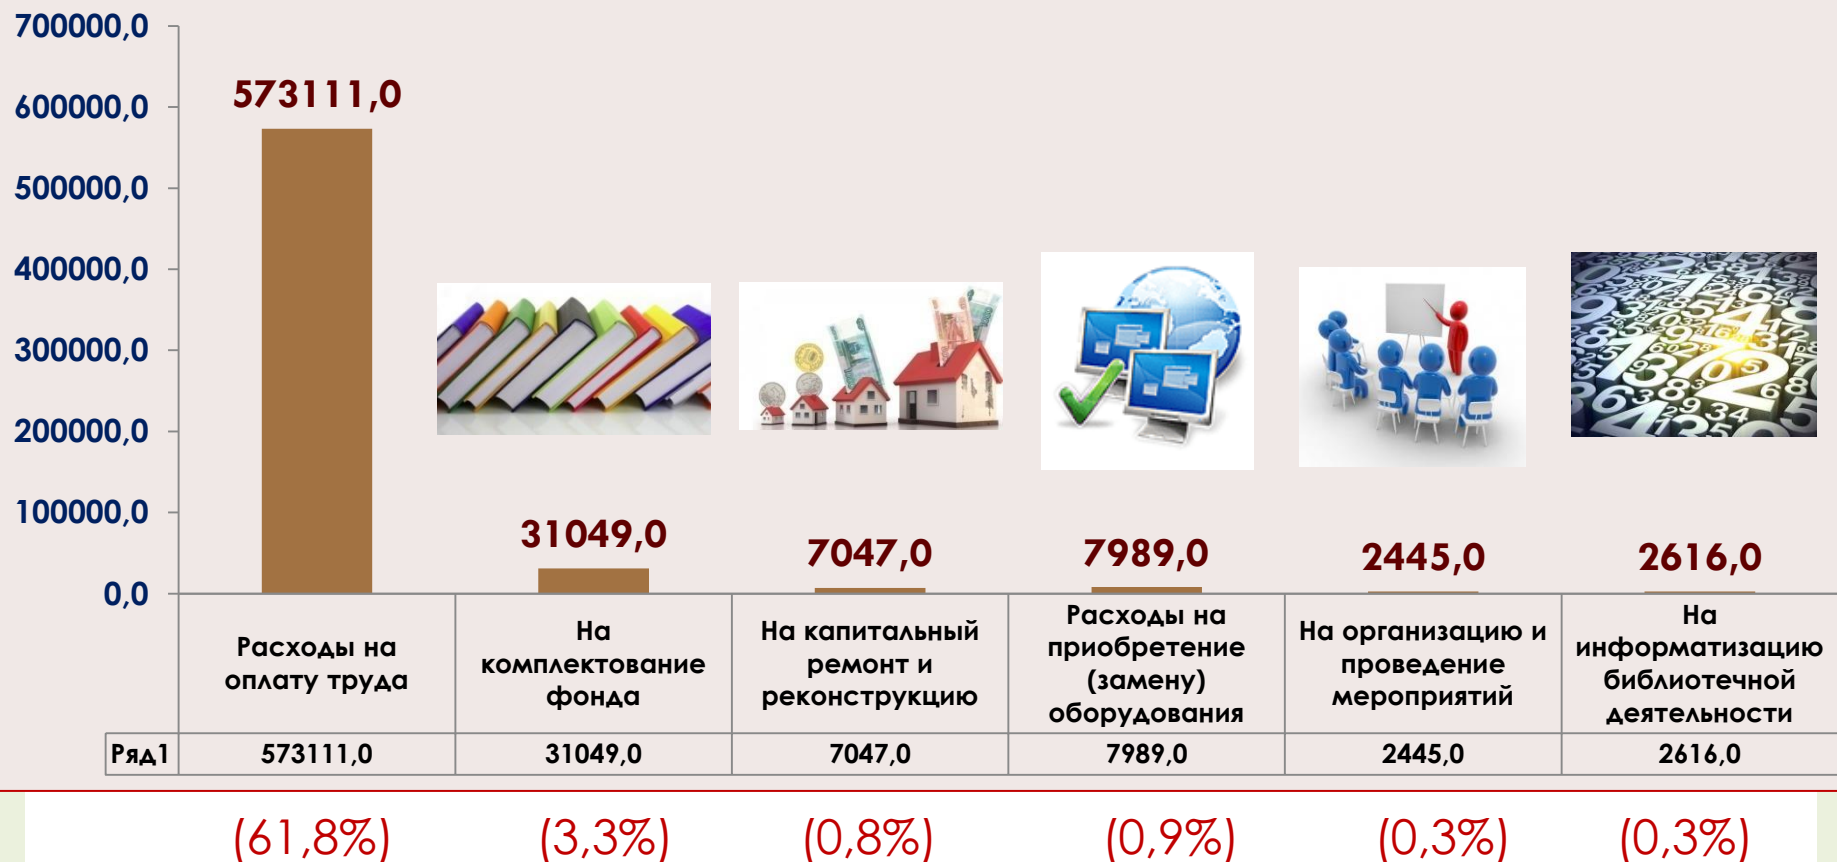 700000,0
600000,0
500000,0
400000,0
300000,0
200000,0
100000,0
0,0
573111,0
31049,0
7047,0
7989,0
2445,0
2616,0
Расходы на
оплату труда
На
комплектование
фонда
На капитальный
ремонт и
реконструкцию
Расходы на
приобретение
(замену)
оборудования
На организацию и
проведение
мероприятий
На
информатизацию
библиотечной
деятельности
Ряд1 573111,0 31049,0 7047,0 7989,0 2445,0 2616,0
(61,8%) (3,3%) (0,8%) (0,9%) (0,3%) (0,3%)